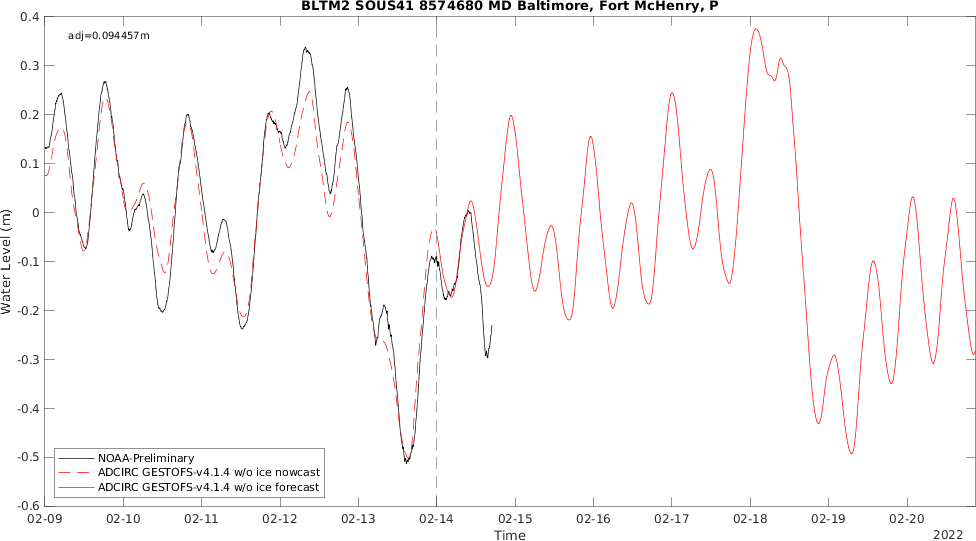 BLTM2 SOUS41 8574680 MD Baltimore, Fort McHenry, P
adj=0.094457m
0.4
0.3
0.2
0.1
0
-0.1
-0.2
-0.3
-0.4
-0.5
-0.6
Water Level (m)
NOAA-Preliminary
ADCIRC GESTOFS-v4.1.4 w/o ice nowcast
ADCIRC GESTOFS-v4.1.4 w/o ice forecast
02-09 02-10 02-11 02-12 02-13 02-14 02-15 02-16 02-17 02-18 02-19 02-20
Time
2022